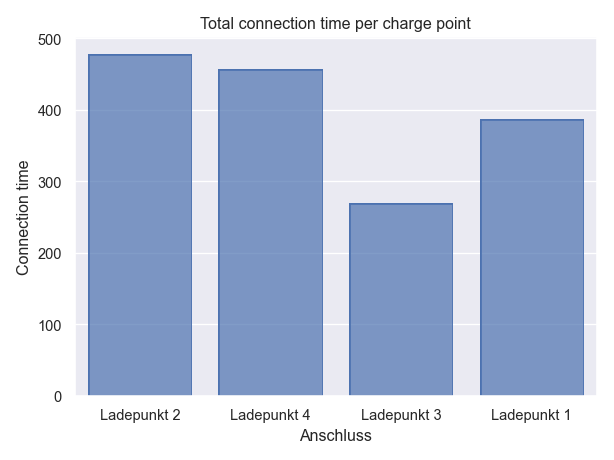 Total connection time per charge point
500
400
300
200
100
0
Connection time
Ladepunkt 2
Ladepunkt 4
Ladepunkt 3
Ladepunkt 1
Anschluss